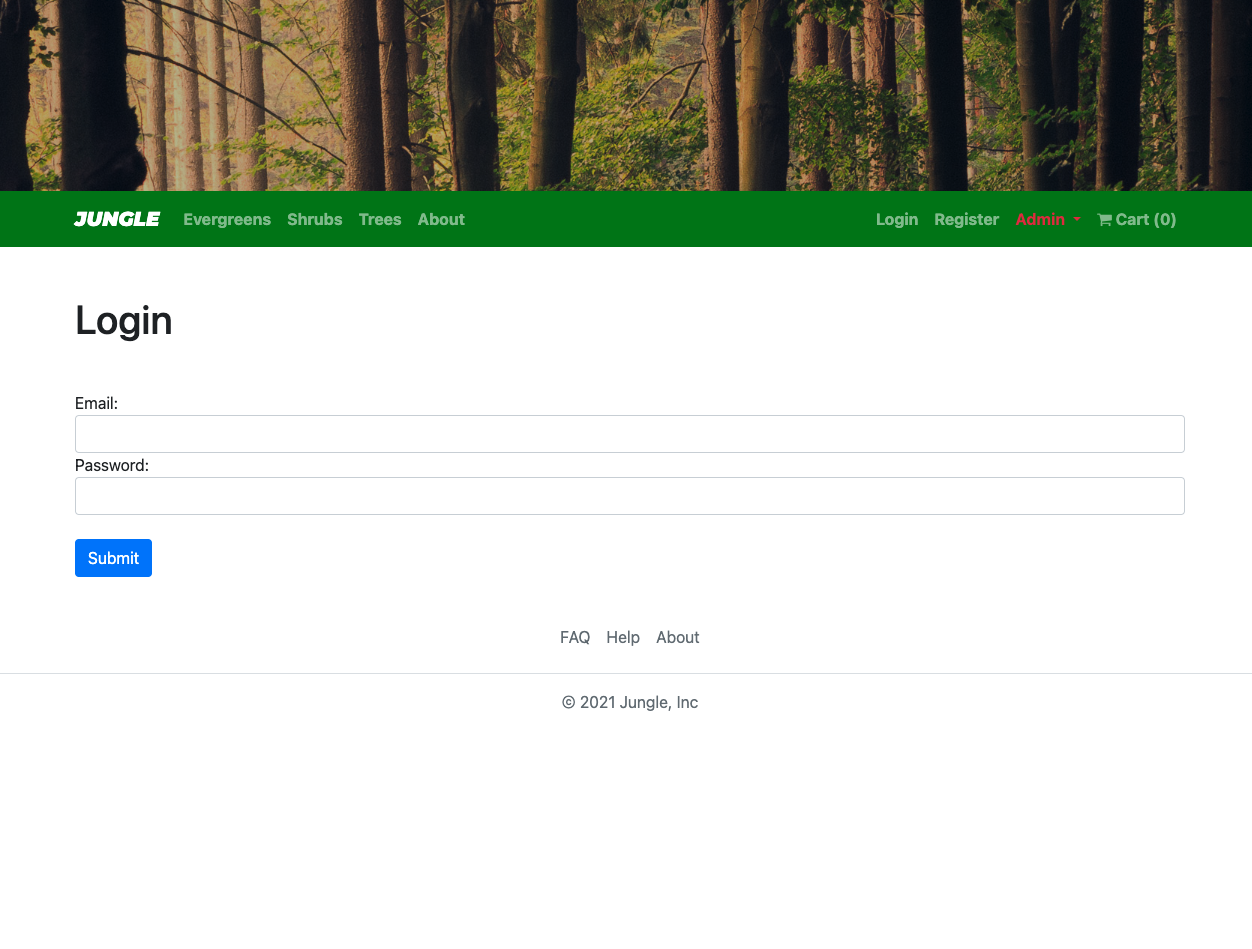 JUNGLE Evergreens Shrubs Trees About Login Register Admin Cart (0)
Login
Email:
Password:
Submit
FAQ Help About
© 2021 Jungle, Inc